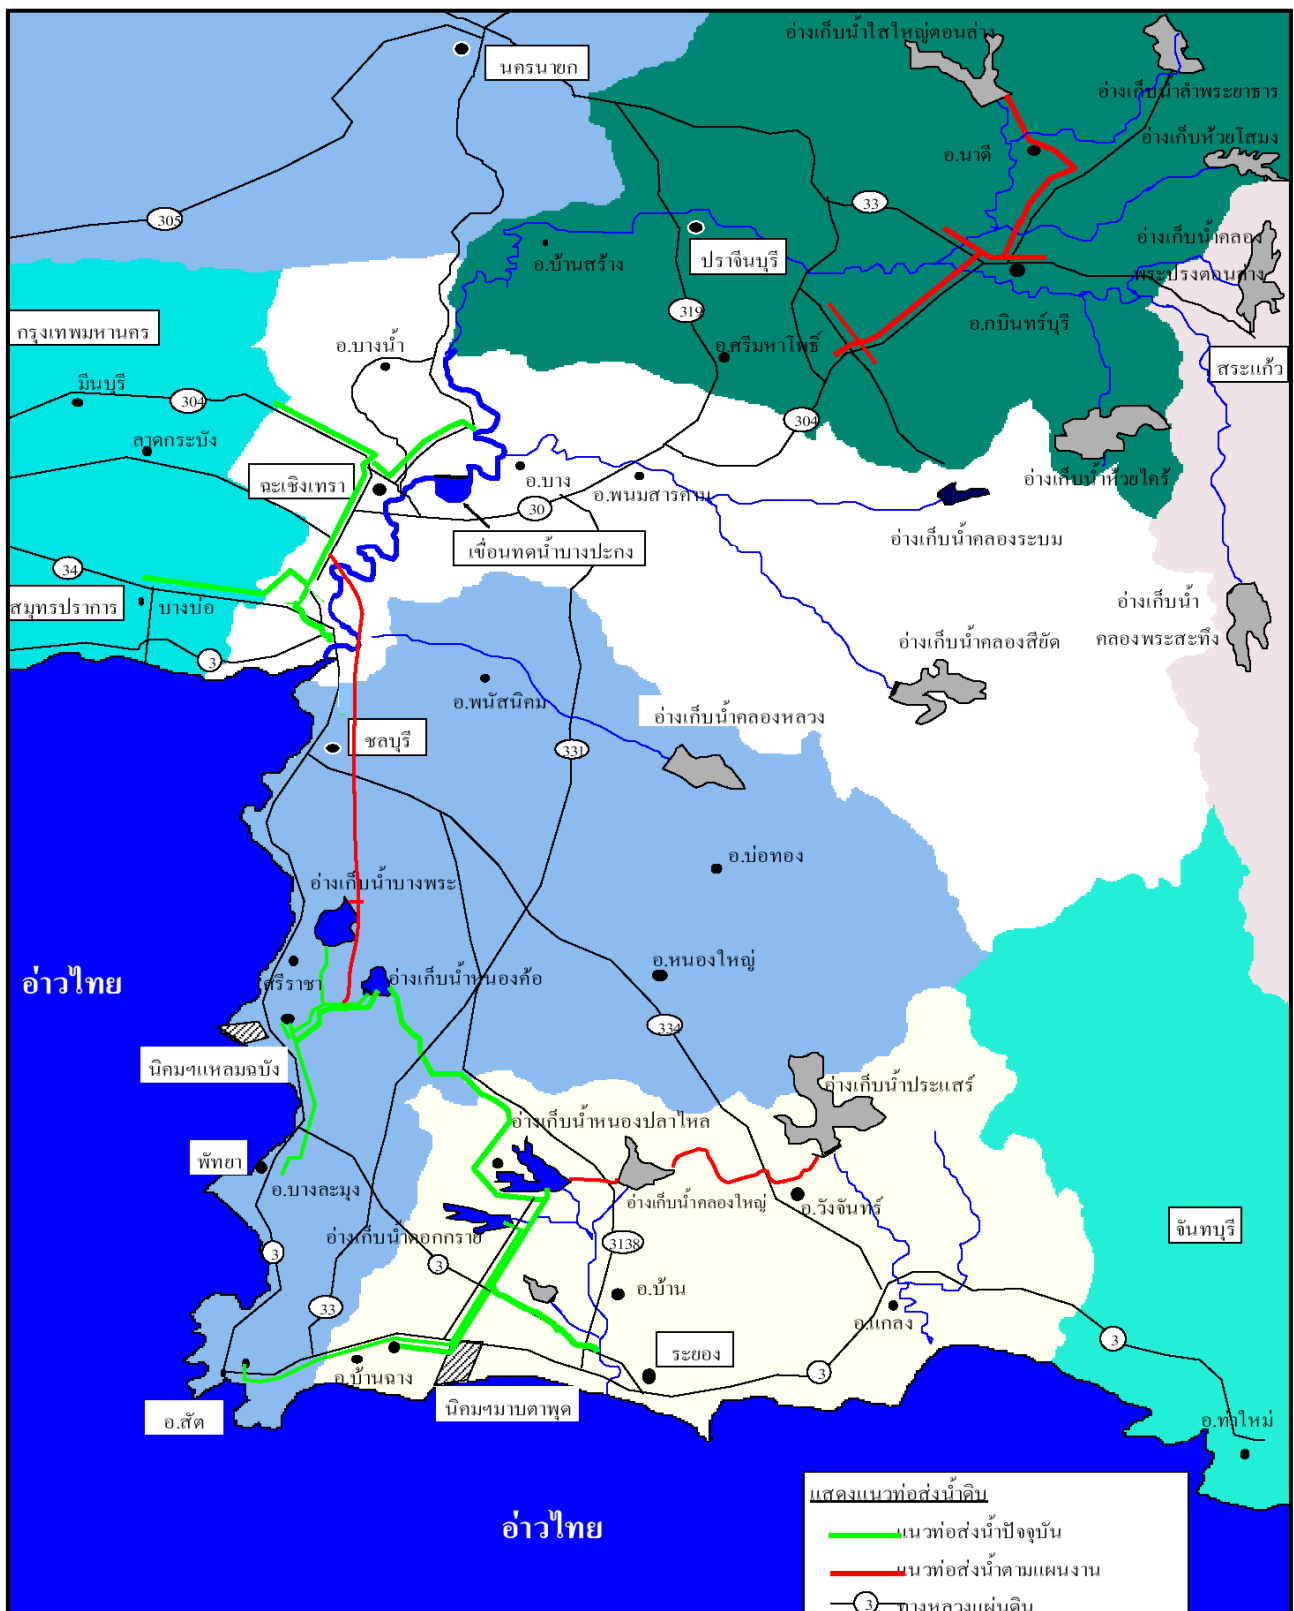 อ่างเก็บน้ำใสใหญ่ตอนล่าง
นครนายก
อ่างเก็บน้ำลำพระยาธาร
อ่างเก็บห้วยโสมง
อ.นาดี
33
305
อ่างเก็บน้ำคลอง
พระปรงตอนล่าง
ปราจีนบุรี
อ.บ้านสร้าง
319
อ.กบินทร์บุรี
กรุงเทพมหานคร
อ.บางน้ำ
อ.ศรีมหาโพธิ์
สระแก้ว
มีนบุรี
304
304
ลาดกระบัง
ฉะเชิงเทรา
อ.บาง
อ.พนมสารคาม
อ่างเก็บน้ำห้วยไคร้
30
เขื่อนทดน้ำบางปะกง
อ่างเก็บน้ำคลองระบม
34
สมุทรปราการ
บางบ่อ
อ่างเก็บน้ำ
คลองพระสะทึง
อ่างเก็บน้ำคลองสียัด
3
อ.พนัสนิคม
อ่างเก็บน้ำคลองหลวง
ชลบุรี
331
อ.บ่อทอง
อ่างเก็บน้ำบางพระ
อ่าวไทย
ศรีราชา
อ่างเก็บน้ำหนองค้อ
อ.หนองใหญ่
334
นิคมฯแหลมฉบัง
อ่างเก็บน้ำประแสร์
อ่างเก็บน้ำหนองปลาไหล
พัทยา
อ.บางละมุง
อ่างเก็บน้ำคลองใหญ่
อ.วังจันทร์
อ่างเก็บน้ำดอกกราย
จันทบุรี
3
3138
3
อ.บ้าน
33
อ.แกลง
3
ระยอง
3
อ.บ้านฉาง
นิคมฯมาบตาพุด
อ.สัต
อ.ท่าใหม่
อ่าวไทย
แสดงแนวท่อส่งน้ำดิบ
แนวท่อส่งน้ำปัจจุบัน
แนวท่อส่งน้ำตามแผนงาน
3 ทางหลวงแผ่นดิน